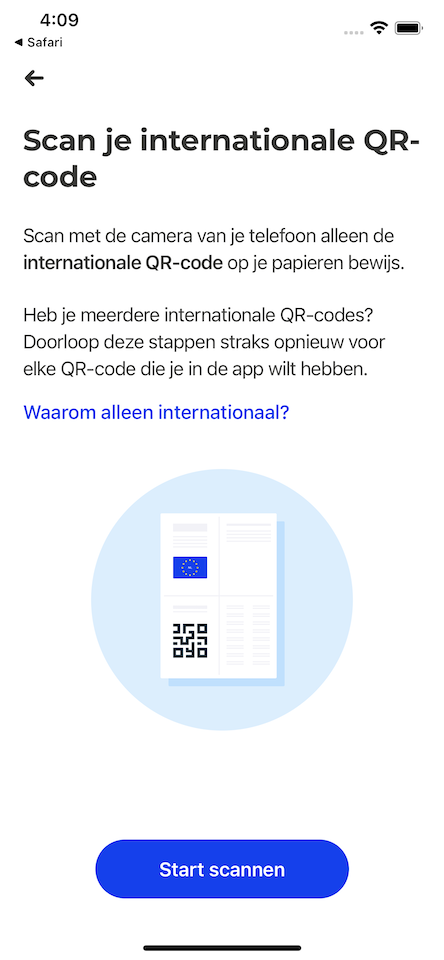 4:09
◀ Safari
Scan je internationale QR-
code
Scan met de camera van je telefoon alleen de
internationale QR-code op je papieren bewijs.
Heb je meerdere internationale QR-codes?
Doorloop deze stappen straks opnieuw voor
elke QR-code die je in de app wilt hebben.
Waarom alleen internationaal?
Start scannen